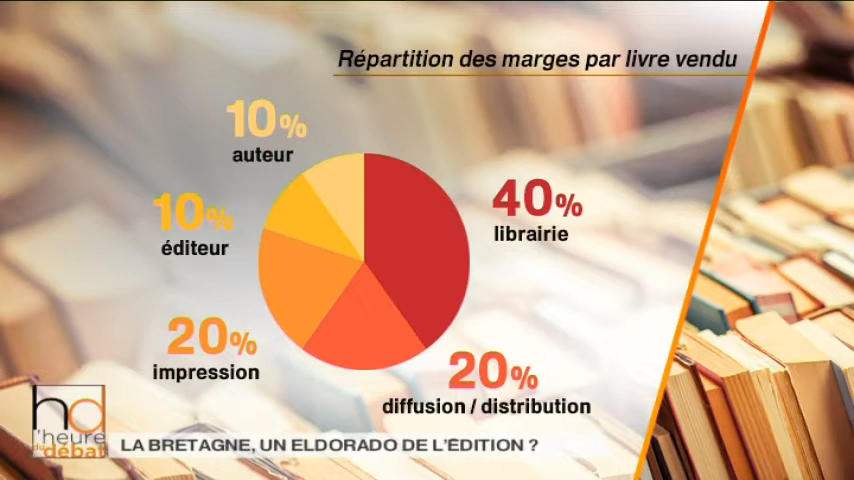 Répartition des marges par livre vendu
10%
auteur
40%
librairie
10%
éditeur
20%
impression
20%
diffusion / distribution
hd
l'heure
du débat
LA BRETAGNE, UN ELDORADO DE L'ÉDITION ?